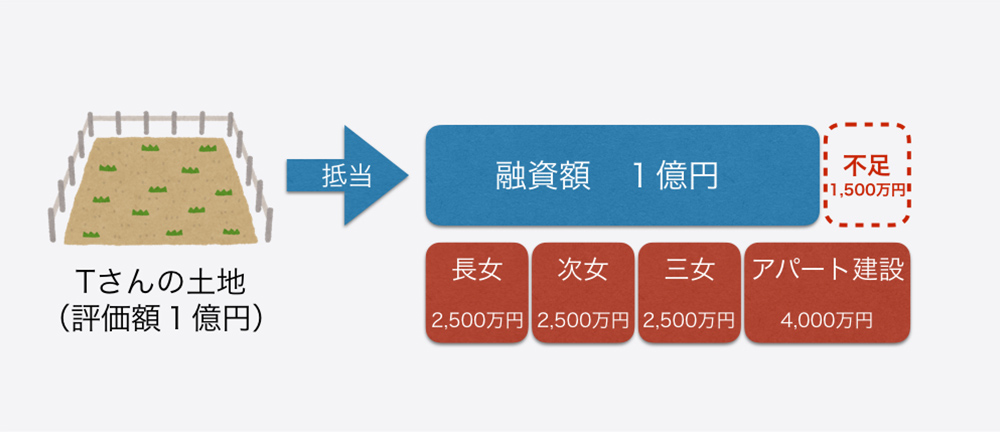 Tさんの土地
（評価額１億円）
抵当
融資額　１億円
不足
1,500万円
長女
2,500万円
次女
2,500万円
三女
2,500万円
アパート建設
4,000万円